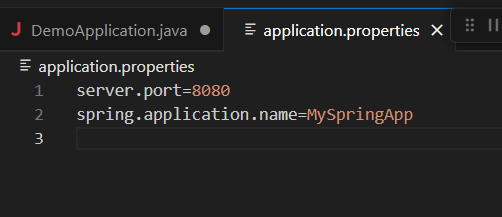 DemoApplication.java application.properties
application.properties
1 server.port=8080
2 spring.application.name=MySpringApp
3